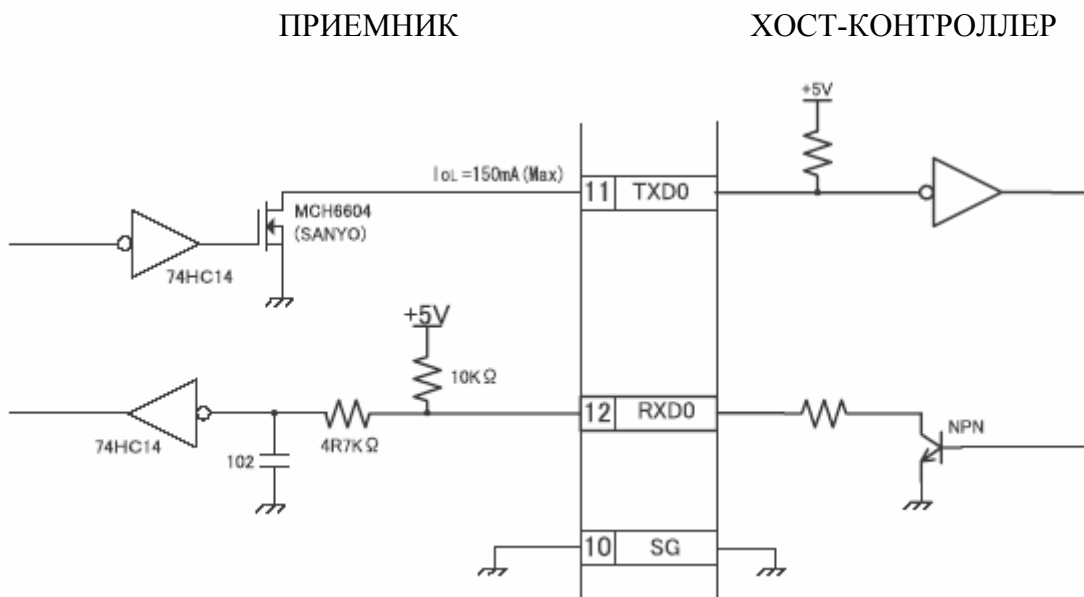 ПРИЕМНИК
ХОСТ-КОНТРОЛЛЕР
+5V
IOL=150mA(Max)
11 TXD0
MCH6604
(SANYO)
74HC14
+5V
10KΩ
12 RXD0
NPN
74HC14
4R7KΩ
102
10 SG